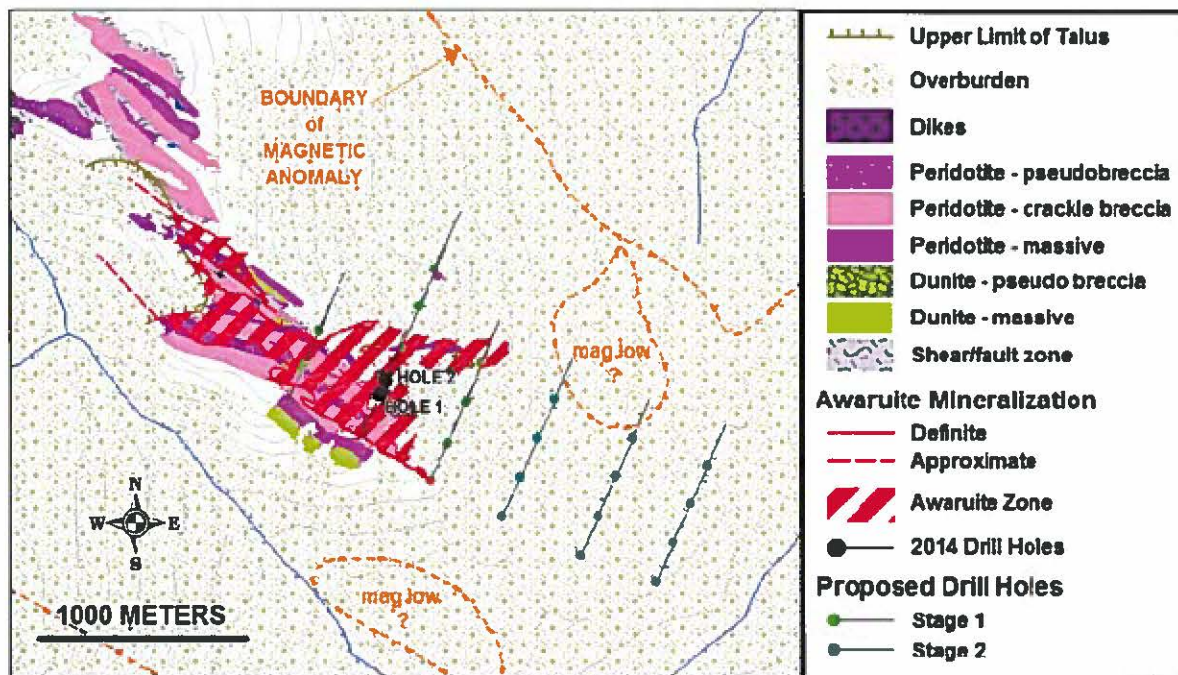 BOUNDARY
of
MAGNETIC
ANOMALY
mag.low
?
HOLE 2
HOLE 1
N
W E
S
1000 METERS
mag.low
?
Upper Limit of Talus
Overburden
Dikes
Peridotite - pseudobreccia
Peridotite - crackle breccia
Peridotite - massive
Dunite - pseudo breccia
Dunite - massive
Shear/fault zone
Awaruite Mineralization
Definite
Approximate
Awaruite Zone
2014 Drill Holes
Proposed Drill Holes
Stage 1
Stage 2